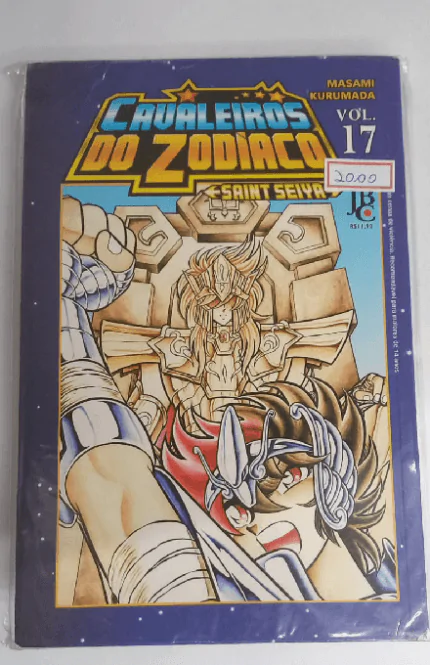 MASAMI
KURUMADA
CAVALEIROS
DO ZODÍACO
SAINT SEIYA
VOL.
17
20.00
JBC